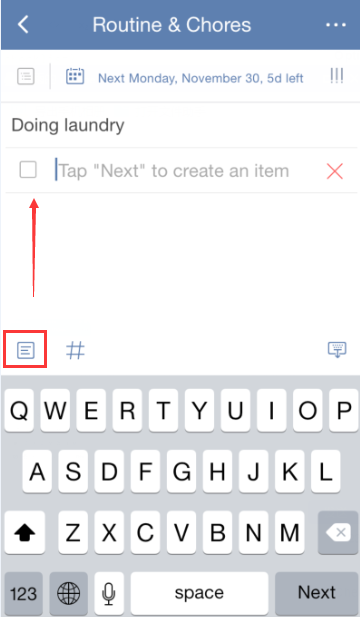 Routine & Chores
Next Monday, November 30, 5d left
Doing laundry
Tap "Next" to create an item
#
Q W E R T Y U I O P
A S D F G H J K L
Z X C V B N M
123 space Next